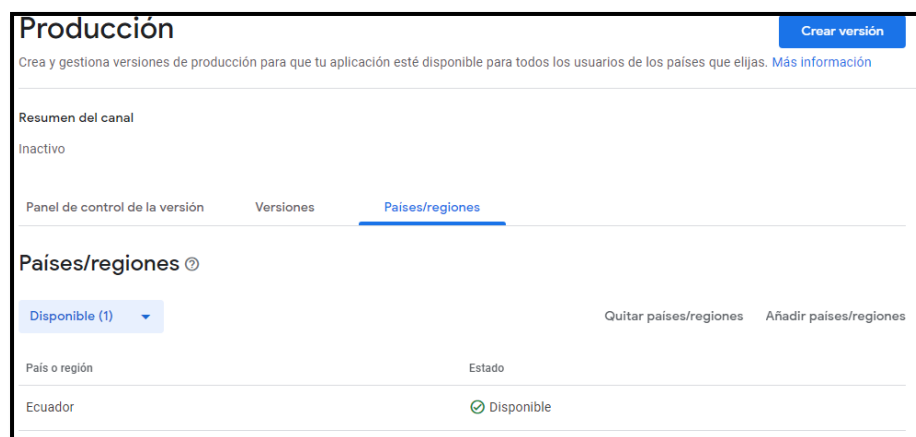 Producción
Crear versión
Crea y gestiona versiones de producción para que tu aplicación esté disponible para todos los usuarios de los países que elijas. Más información
Resumen del canal
Inactivo
Panel de control de la versión Versiones Países/regiones
Países/regiones
Disponible (1) Quitar países/regiones Añadir países/regiones
País o región Estado
Ecuador Disponible